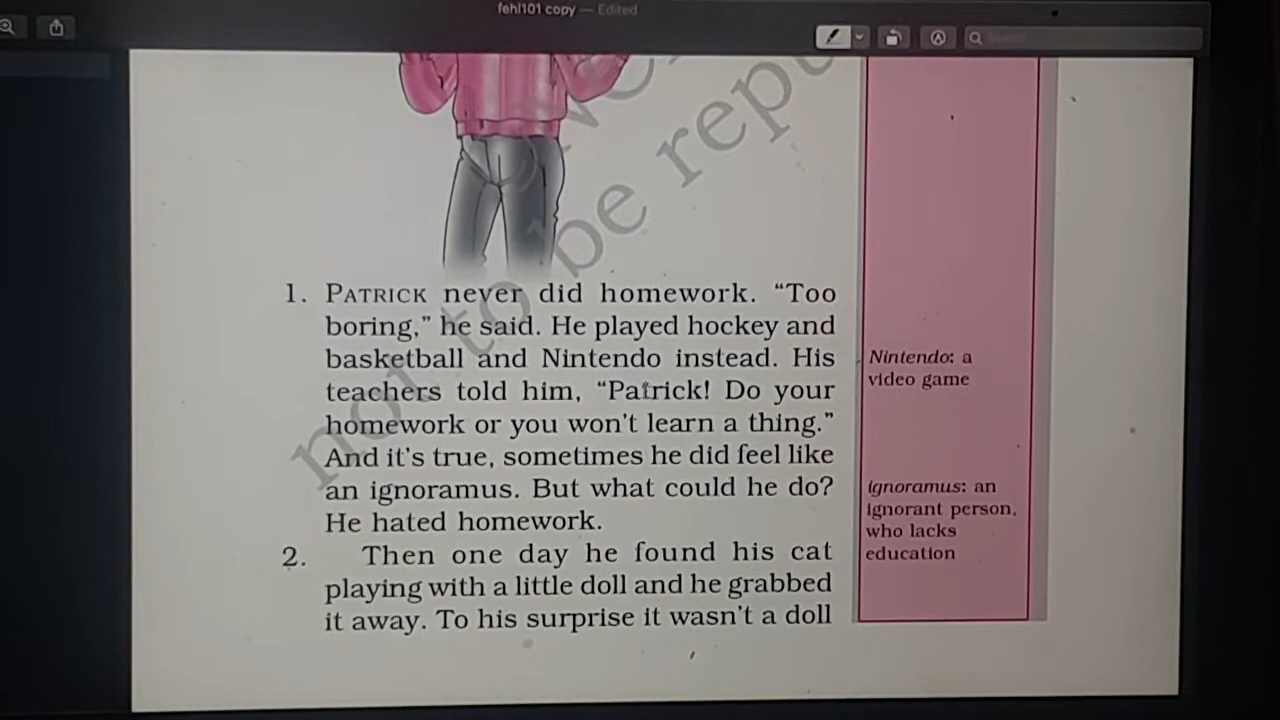 fehl101 copy — Edited
not to be repu
1. PATRICK never did homework. “Too
boring,” he said. He played hockey and
basketball and Nintendo instead. His
teachers told him, “Patrick! Do your
homework or you won’t learn a thing.”
And it’s true, sometimes he did feel like
an ignoramus. But what could he do?
He hated homework.
2. Then one day he found his cat
playing with a little doll and he grabbed
it away. To his surprise it wasn’t a doll
Nintendo: a
video game
ignoramus: an
ignorant person,
who lacks
education